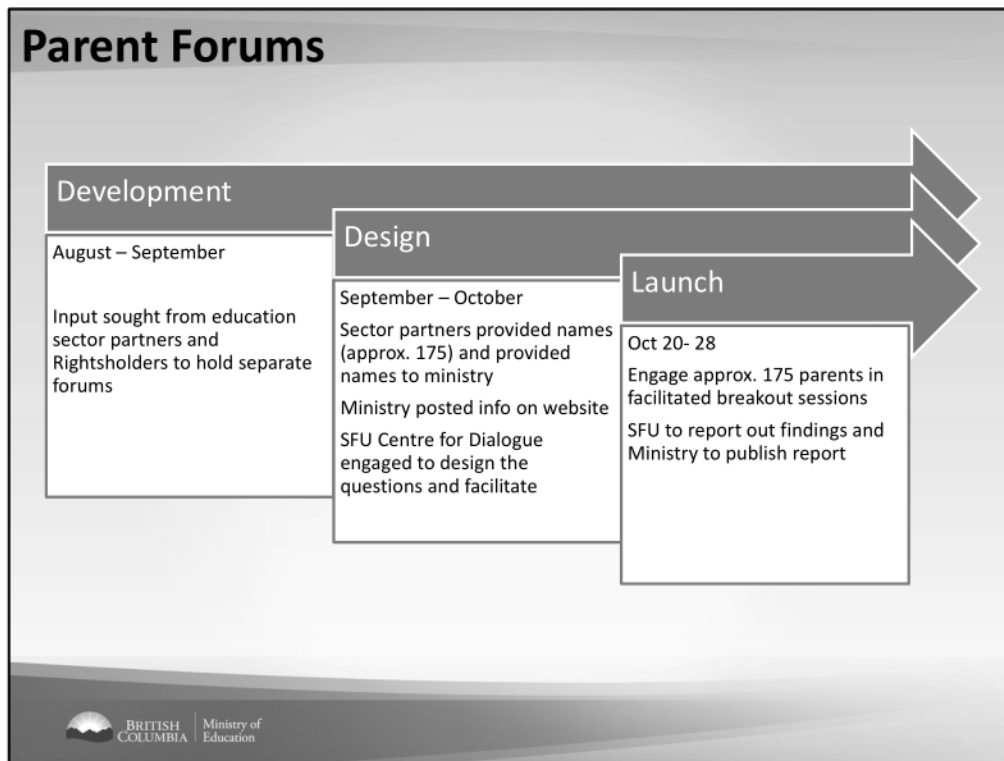 Parent Forums
Development
August – September
Input sought from education
sector partners and
Rightsholders to hold separate
forums
Design
September – October
Sector partners provided names
(approx. 175) and provided
names to ministry
Ministry posted info on website
SFU Centre for Dialogue
engaged to design the
questions and facilitate
Launch
Oct 20- 28
Engage approx. 175 parents in
facilitated breakout sessions
SFU to report out findings and
Ministry to publish report
BRITISH
COLUMBIA
Ministry of
Education